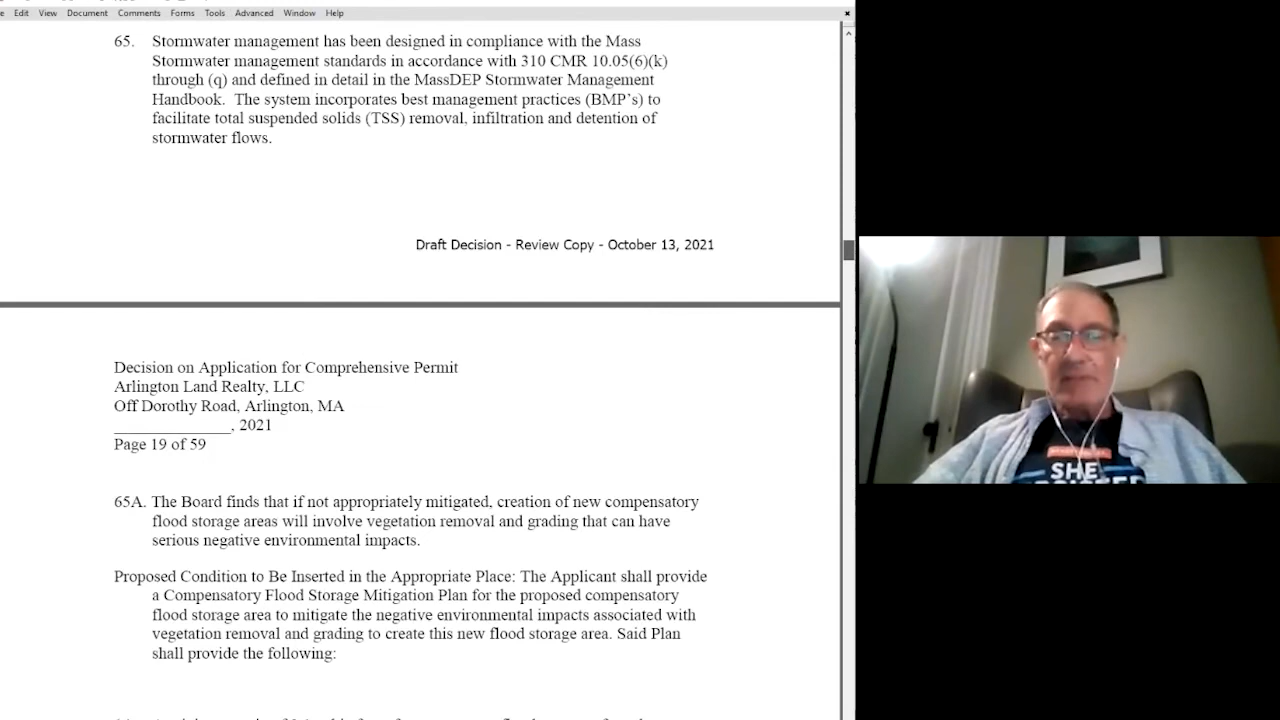 e Edit View Document Comments Forms Tools Advanced Window Help
65. Stormwater management has been designed in compliance with the Mass
Stormwater management standards in accordance with 310 CMR 10.05(6)(k)
through (q) and defined in detail in the MassDEP Stormwater Management
Handbook. The system incorporates best management practices (BMP's) to
facilitate total suspended solids (TSS) removal, infiltration and detention of
stormwater flows.
Draft Decision - Review Copy - October 13, 2021
Decision on Application for Comprehensive Permit
Arlington Land Realty, LLC
Off Dorothy Road, Arlington, MA
_______________, 2021
Page 19 of 59
65A. The Board finds that if not appropriately mitigated, creation of new compensatory
flood storage areas will involve vegetation removal and grading that can have
serious negative environmental impacts.
Proposed Condition to Be Inserted in the Appropriate Place: The Applicant shall provide
a Compensatory Flood Storage Mitigation Plan for the proposed compensatory
flood storage area to mitigate the negative environmental impacts associated with
vegetation removal and grading to create this new flood storage area. Said Plan
shall provide the following:
SHE